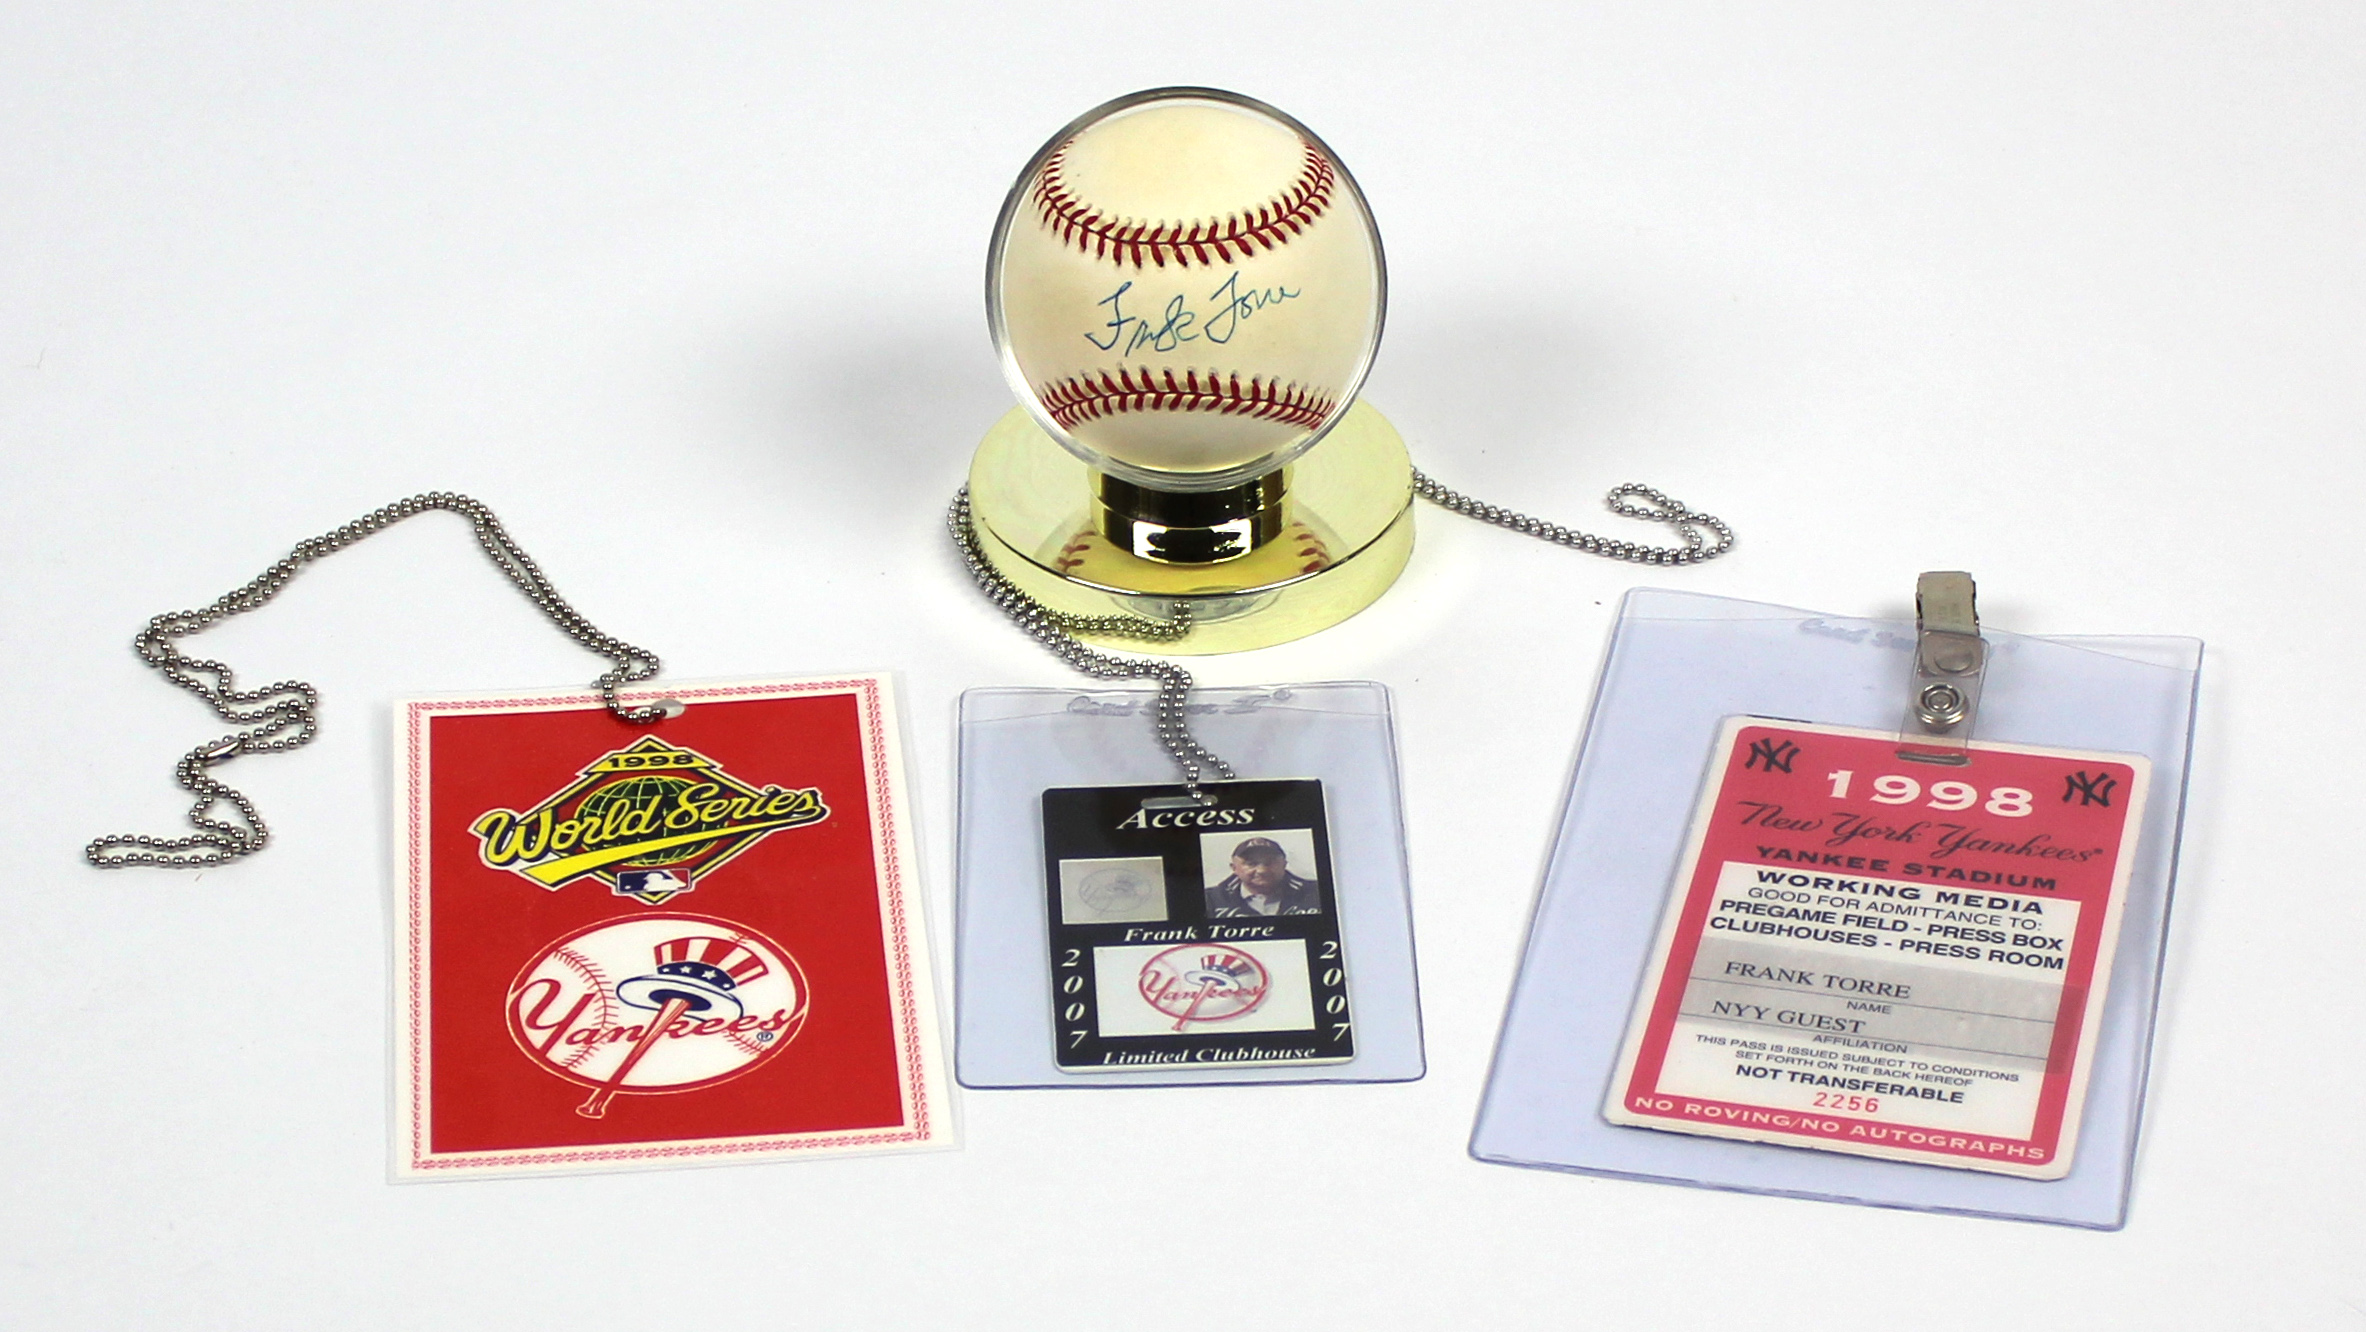 Frank Torre
1998
World Series
Yankees®
Access
Frank Torre
2007
2007
Yankees
Limited Clubhouse
NY
NY
1998
New York Yankees®
YANKEE STADIUM
WORKING MEDIA
GOOD FOR ADMITTANCE TO:
PREGAME FIELD - PRESS BOX
CLUBHOUSES - PRESS ROOM
FRANK TORRE
NAME
NYY GUEST
AFFILIATION
THIS PASS IS ISSUED SUBJECT TO CONDITIONS
SET FORTH ON THE BACK HEREOF
NOT TRANSFERABLE
2256
NO ROVING/NO AUTOGRAPHS